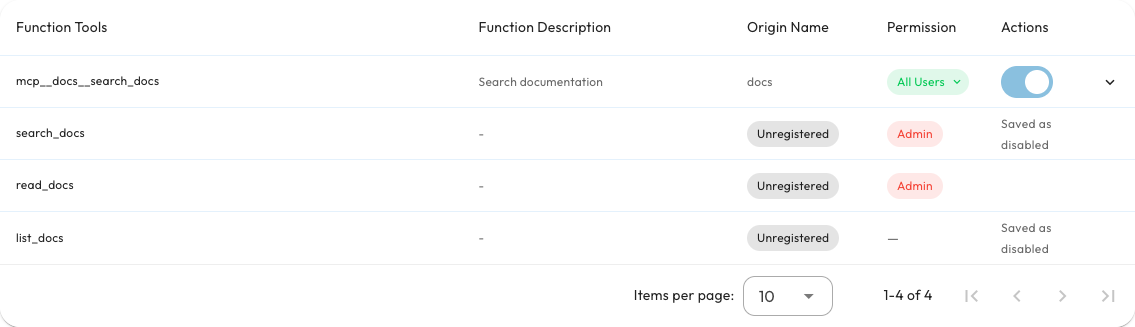 Function Tools Function Description Origin Name Permission Actions
mcp__docs__search_docs Search documentation docs All Users
search_docs - Unregistered Admin Saved as
disabled
read_docs - Unregistered Admin
list_docs - Unregistered — Saved as
disabled
Items per page: 10 1-4 of 4